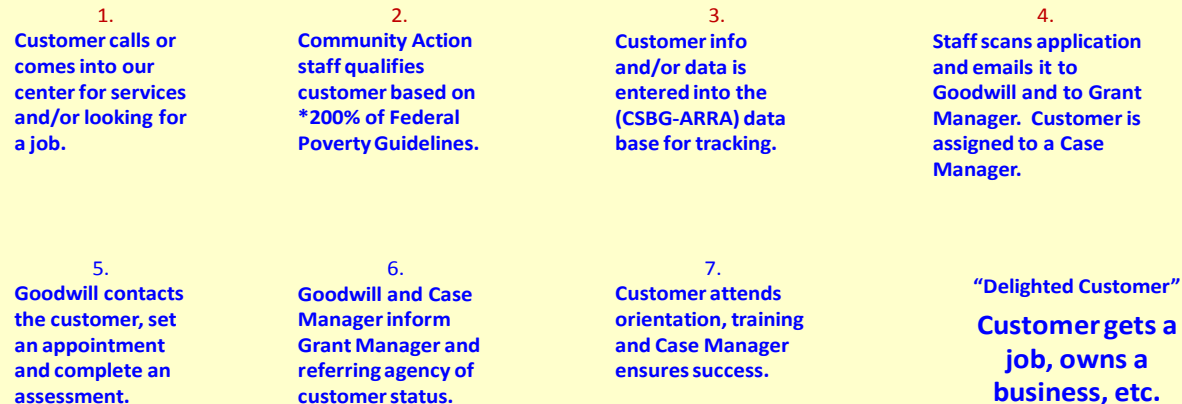 1.
Customer calls or
comes into our
center for services
and/or looking for
a job.
2.
Community Action
staff qualifies
customer based on
*200% of Federal
Poverty Guidelines.
3.
Customer info
and/or data is
entered into the
(CSBG-ARRA) data
base for tracking.
4.
Staff scans application
and emails it to
Goodwill and to Grant
Manager. Customer is
assigned to a Case
Manager.
5.
Goodwill contacts
the customer, set
an appointment
and complete an
assessment.
6.
Goodwill and Case
Manager inform
Grant Manager and
referring agency of
customer status.
7.
Customer attends
orientation, training
and Case Manager
ensures success.
“Delighted Customer”
Customer gets a
job, owns a
business, etc.